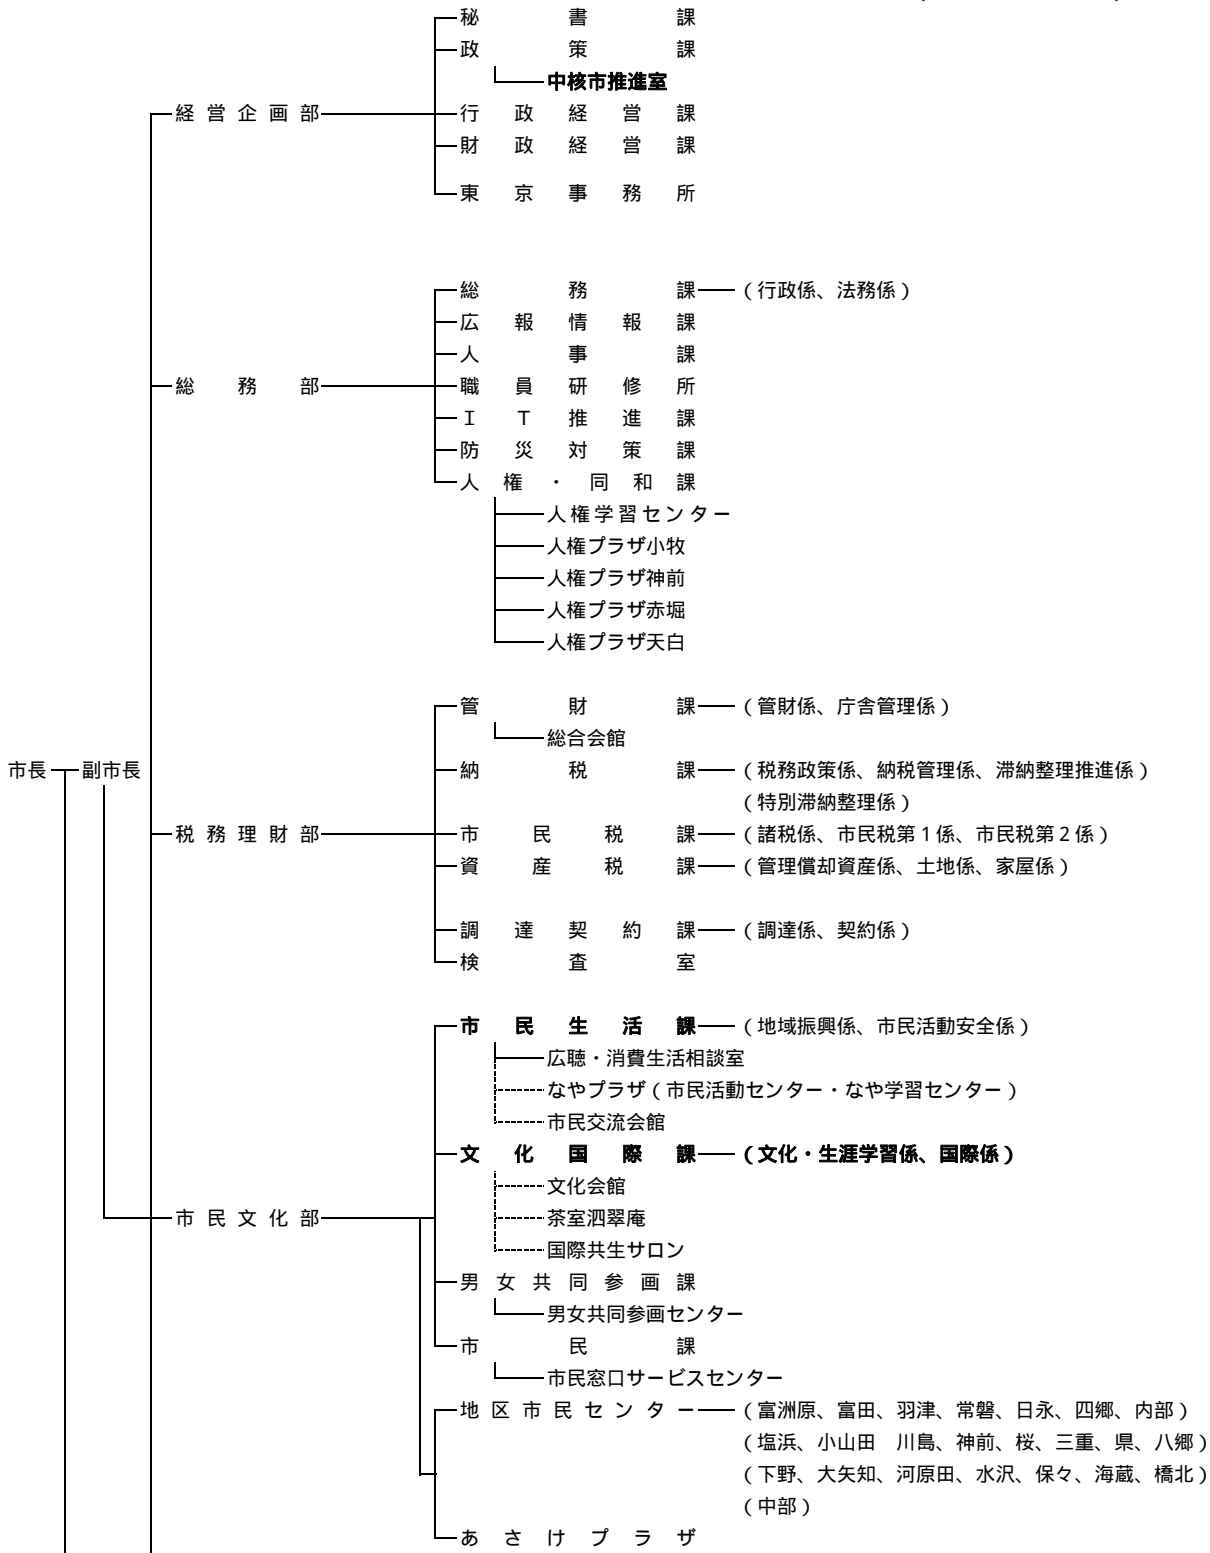 秘書課
政策課
中核市推進室
経営企画部 行政経営課
財政経営課
東京事務所
総務課 (行政係、法務係)
広報情報課
人事課
総務部 職員研修所
ＩＴ推進課
防災対策課
人権・同和課
人権学習センター
人権プラザ小牧
人権プラザ神前
人権プラザ赤堀
人権プラザ天白
管財課 (管財係、庁舎管理係)
総合会館
市長 副市長 納税課 (税務政策係、納税管理係、滞納整理推進係)
(特別滞納整理係)
税務理財部 市民税課 (諸税係、市民税第1係、市民税第2係)
資産税課 (管理償却資産係、土地係、家屋係)
調達契約課 (調達係、契約係)
検査室
市民生活課 (地域振興係、市民活動安全係)
広聴・消費生活相談室
なやプラザ(市民活動センター・なや学習センター)
市民交流会館
文化国際課 (文化・生涯学習係、国際係)
文化会館
市民文化部 茶室泗翠庵
国際共生サロン
男女共同参画課
男女共同参画センター
市民課
市民窓口サービスセンター
地区市民センター (富洲原、富田、羽津、常磐、日永、四郷、内部)
(塩浜、小山田 川島、神前、桜、三重、県、八郷)
(下野、大矢知、河原田、水沢、保々、海蔵、橋北)
(中部)
あさけプラザ